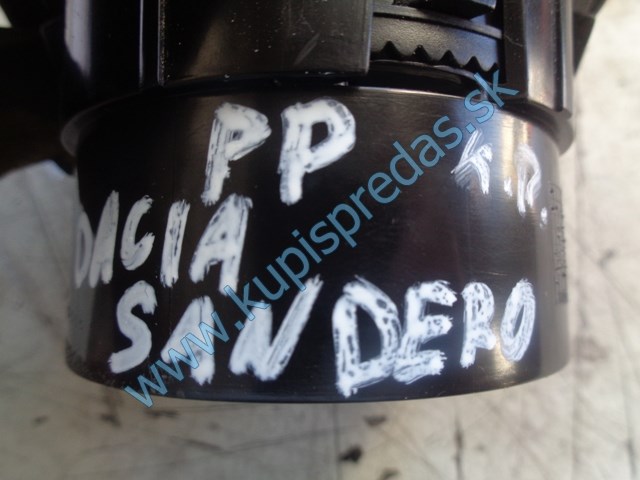 PP K.P.
DACIA
SANDERO
www.kupispredas.sk